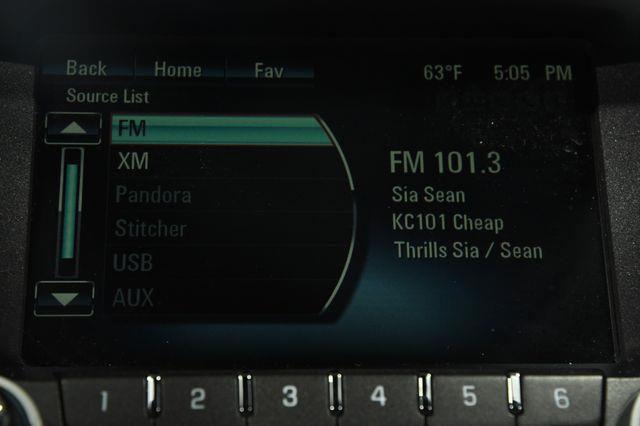 Back Home Fav 63°F 5:05 PM
Source List
FM
XM
Pandora
Stitcher
USB
AUX
FM 101.3
Sia Sean
KC101 Cheap
Thrills Sia / Sean
1 2 3 4 5 6